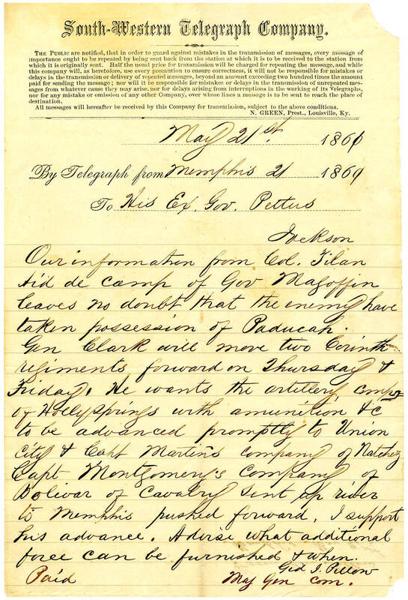 South-Western Telegraph Company.
THE PUBLIC are notified, that in order to guard against mistakes in the transmission of messages, every message of
importance ought to be repeated by being sent back from the station at which it is to be received to the station from
which it is originally sent. Half the usual price for transmission will be charged for repeating the message, and while
this company will, as heretofore, use every precaution to ensure correctness, it will not be responsible for mistakes or
delays in the transmission or delivery of repeated messages, beyond an amount exceeding two hundred times the amount
paid for sending the message; nor will it be responsible for mistakes or delays in the transmission of unrepeated mes-
sages from whatever cause they may arise, nor for delays arising from interruptions in the working of its Telegraphs,
nor for any mistake or omission of any other Company, over whose lines a message is to be sent to reach the place of
destination.
All messages will hereafter be received by this Company for transmission, subject to the above conditions.
N. GREEN, Prest., Louisville, Ky.
May 21st 1861
By Telegraph from Memphis 21 1861
To His Ex. Gov. Pettus
Jackson
Our information from Col. Tilan
Aid de camp of Gov Magoffin
leaves no doubt that the enemy have
taken possession of Paducah.
Gen Clark will move two Corinth
regiments forward on Thursday &
Friday. He wants the artillery compy
of Holly Springs with amunition &c
to be advanced promptly to Union
City & Capt Martins company of Natchez
Capt Montgomery's Company of
Bolivar of Cavalry sent up river
to Memphis pushed forward. I support
his advance. Advise what additional
force can be furnished & when.
Gid J. Pillow
Paid Maj Gen com.